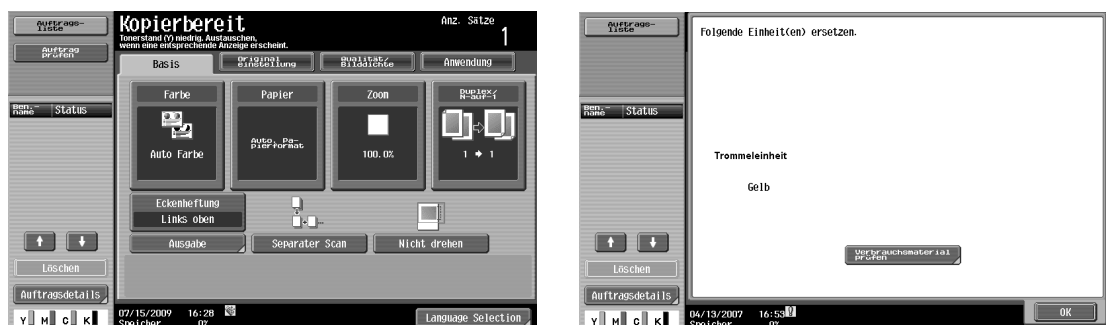 Auftrags-
liste
Auftrag
prüfen
Ben.-
name
Status
Löschen
Auftragsdetails
Y M C K
Kopierbereit
Tonerstand (Y) niedrig. Austauschen,
wenn eine entsprechende Anzeige erscheint.
Anz. Sätze
1
Basis
Original
einstellung
Qualität/
Bilddichte
Anwendung
Farbe
Auto Farbe
Papier
Auto. Pa-
pierformat
Zoom
100.0%
Duplex/
N-auf-1
1 → 1
Eckenheftung
Links oben
Ausgabe
Separater Scan
Nicht drehen
07/15/2009 16:28
Speicher 0%
Language Selection
Auftrags-
liste
Ben.-
name
Status
Löschen
Auftragsdetails
Y M C K
Folgende Einheit(en) ersetzen.
Trommeleinheit
Gelb
Verbrauchsmaterial
prüfen
04/13/2007 16:53
Speicher 0%
OK